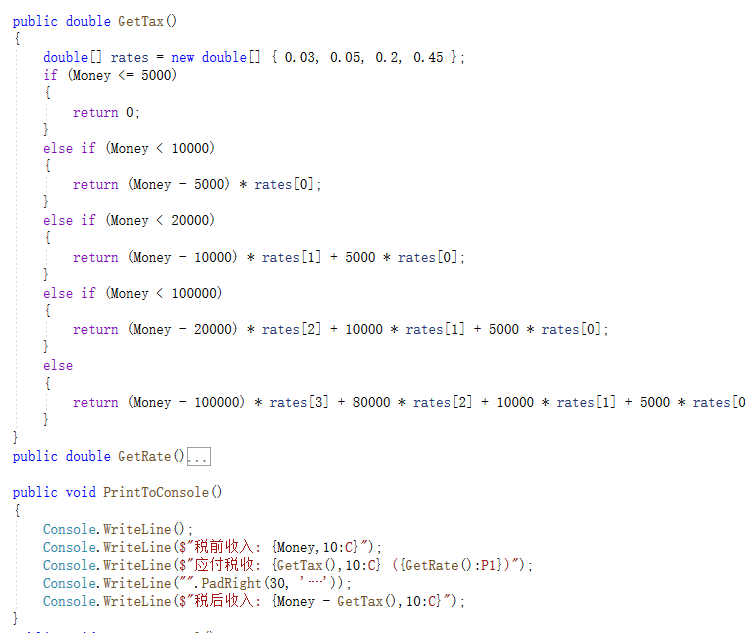 public double GetTax()
{
double[] rates = new double[] { 0.03, 0.05, 0.2, 0.45 };
if (Money <= 5000)
{
return 0;
}
else if (Money < 10000)
{
return (Money - 5000) * rates[0];
}
else if (Money < 20000)
{
return (Money - 10000) * rates[1] + 5000 * rates[0];
}
else if (Money < 100000)
{
return (Money - 20000) * rates[2] + 10000 * rates[1] + 5000 * rates[0];
}
else
{
return (Money - 100000) * rates[3] + 80000 * rates[2] + 10000 * rates[1] + 5000 * rates[0
}
}
public double GetRate()...
public void PrintToConsole()
{
Console.WriteLine();
Console.WriteLine($"税前收入: {Money,10:C}");
Console.WriteLine($"应付税收: {GetTax(),10:C} ({GetRate():P1})");
Console.WriteLine("".PadRight(30, '┈'));
Console.WriteLine($"税后收入: {Money - GetTax(),10:C}");
}